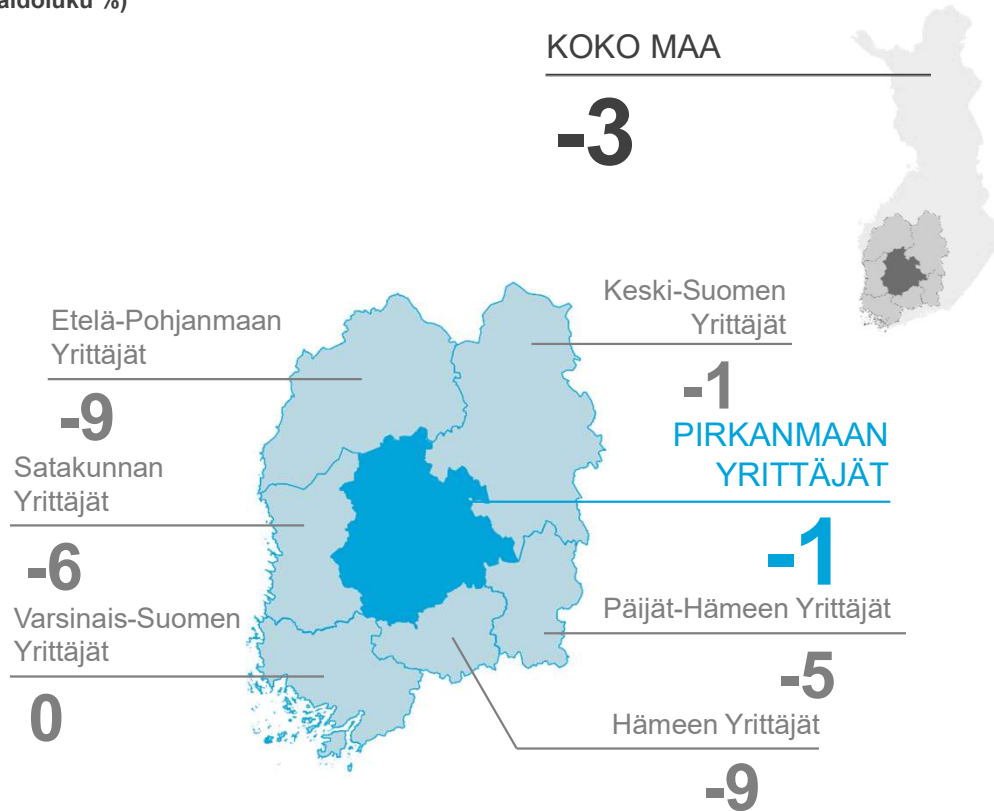 %)
KOKO MAA
-3
Keski-Suomen
Yrittäjät
-1
Etelä-Pohjanmaan
Yrittäjät
-9
PIRKANMAAN
YRITTÄJÄT
-1
Satakunnan
Yrittäjät
-6
Päijät-Hämeen Yrittäjät
-5
Varsinais-Suomen
Yrittäjät
0
Hämeen Yrittäjät
-9